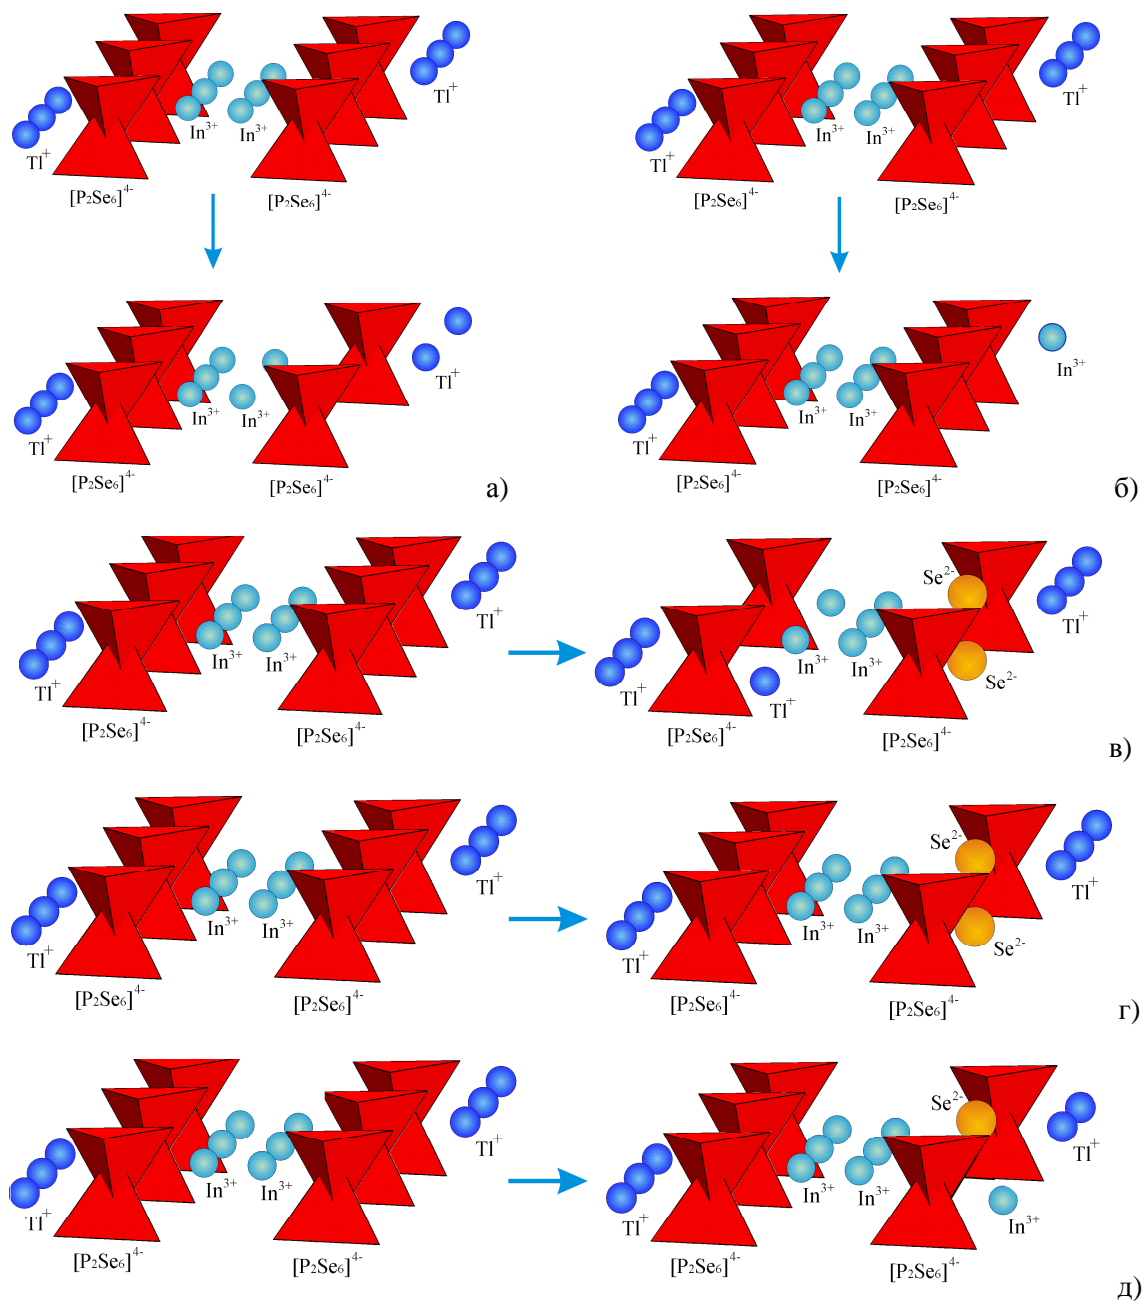 Tl⁺ Tl⁺
In³⁺ In³⁺ In³⁺ In³⁺
Tl⁺ Tl⁺
[P₂Se₆]⁴⁻ [P₂Se₆]⁴⁻ [P₂Se₆]⁴⁻ [P₂Se₆]⁴⁻
Tl⁺ In³⁺
In³⁺ In³⁺ In³⁺ In³⁺
Tl⁺ Tl⁺
[P₂Se₆]⁴⁻ [P₂Se₆]⁴⁻ а) [P₂Se₆]⁴⁻ [P₂Se₆]⁴⁻ б)
Se²⁻
Tl⁺ Tl⁺
In³⁺ In³⁺ In³⁺ In³⁺
Tl⁺ Tl⁺ Se²⁻
Tl⁺
[P₂Se₆]⁴⁻ [P₂Se₆]⁴⁻ [P₂Se₆]⁴⁻ [P₂Se₆]⁴⁻ в)
Se²⁻
Tl⁺ Tl⁺
In³⁺ In³⁺ In³⁺ In³⁺
Tl⁺ Tl⁺ Se²⁻
[P₂Se₆]⁴⁻ [P₂Se₆]⁴⁻ [P₂Se₆]⁴⁻ [P₂Se₆]⁴⁻ г)
Se²⁻
Tl⁺ Tl⁺
In³⁺ In³⁺ In³⁺ In³⁺
Tl⁺ Tl⁺ In³⁺
[P₂Se₆]⁴⁻ [P₂Se₆]⁴⁻ [P₂Se₆]⁴⁻ [P₂Se₆]⁴⁻ д)